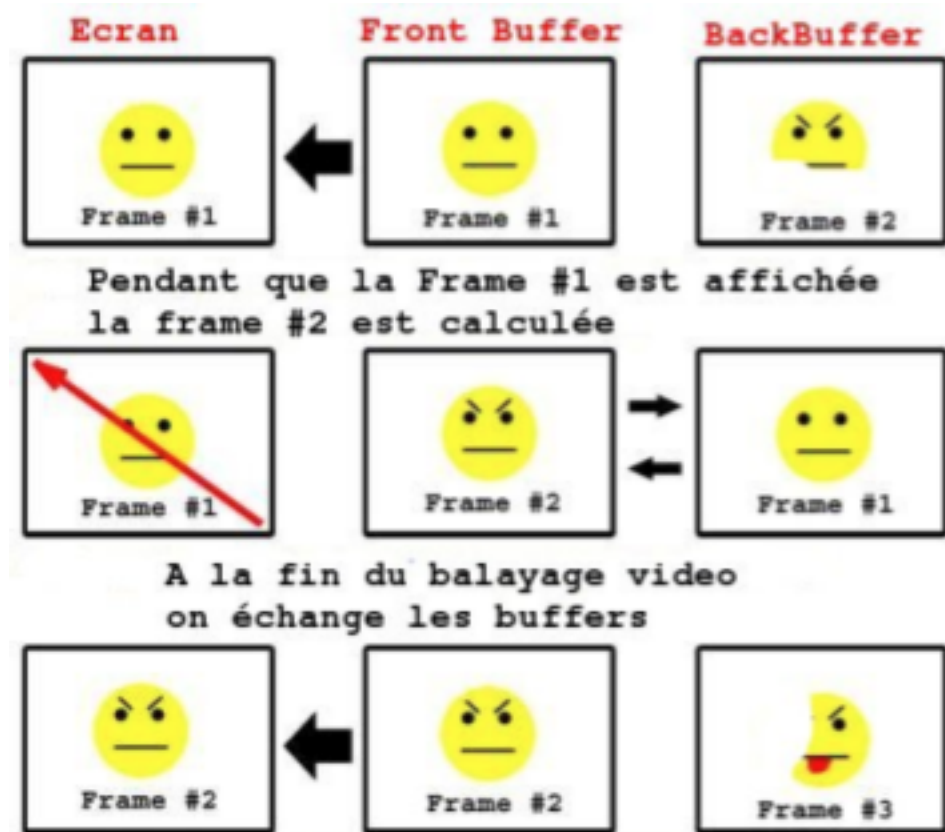 Ecran
Front Buffer
BackBuffer
Frame #1
Frame #1
Frame #2
Pendant que la Frame #1 est affichée
la frame #2 est calculée
Frame #1
Frame #2
Frame #1
A la fin du balayage video
on échange les buffers
Frame #2
Frame #2
Frame #3